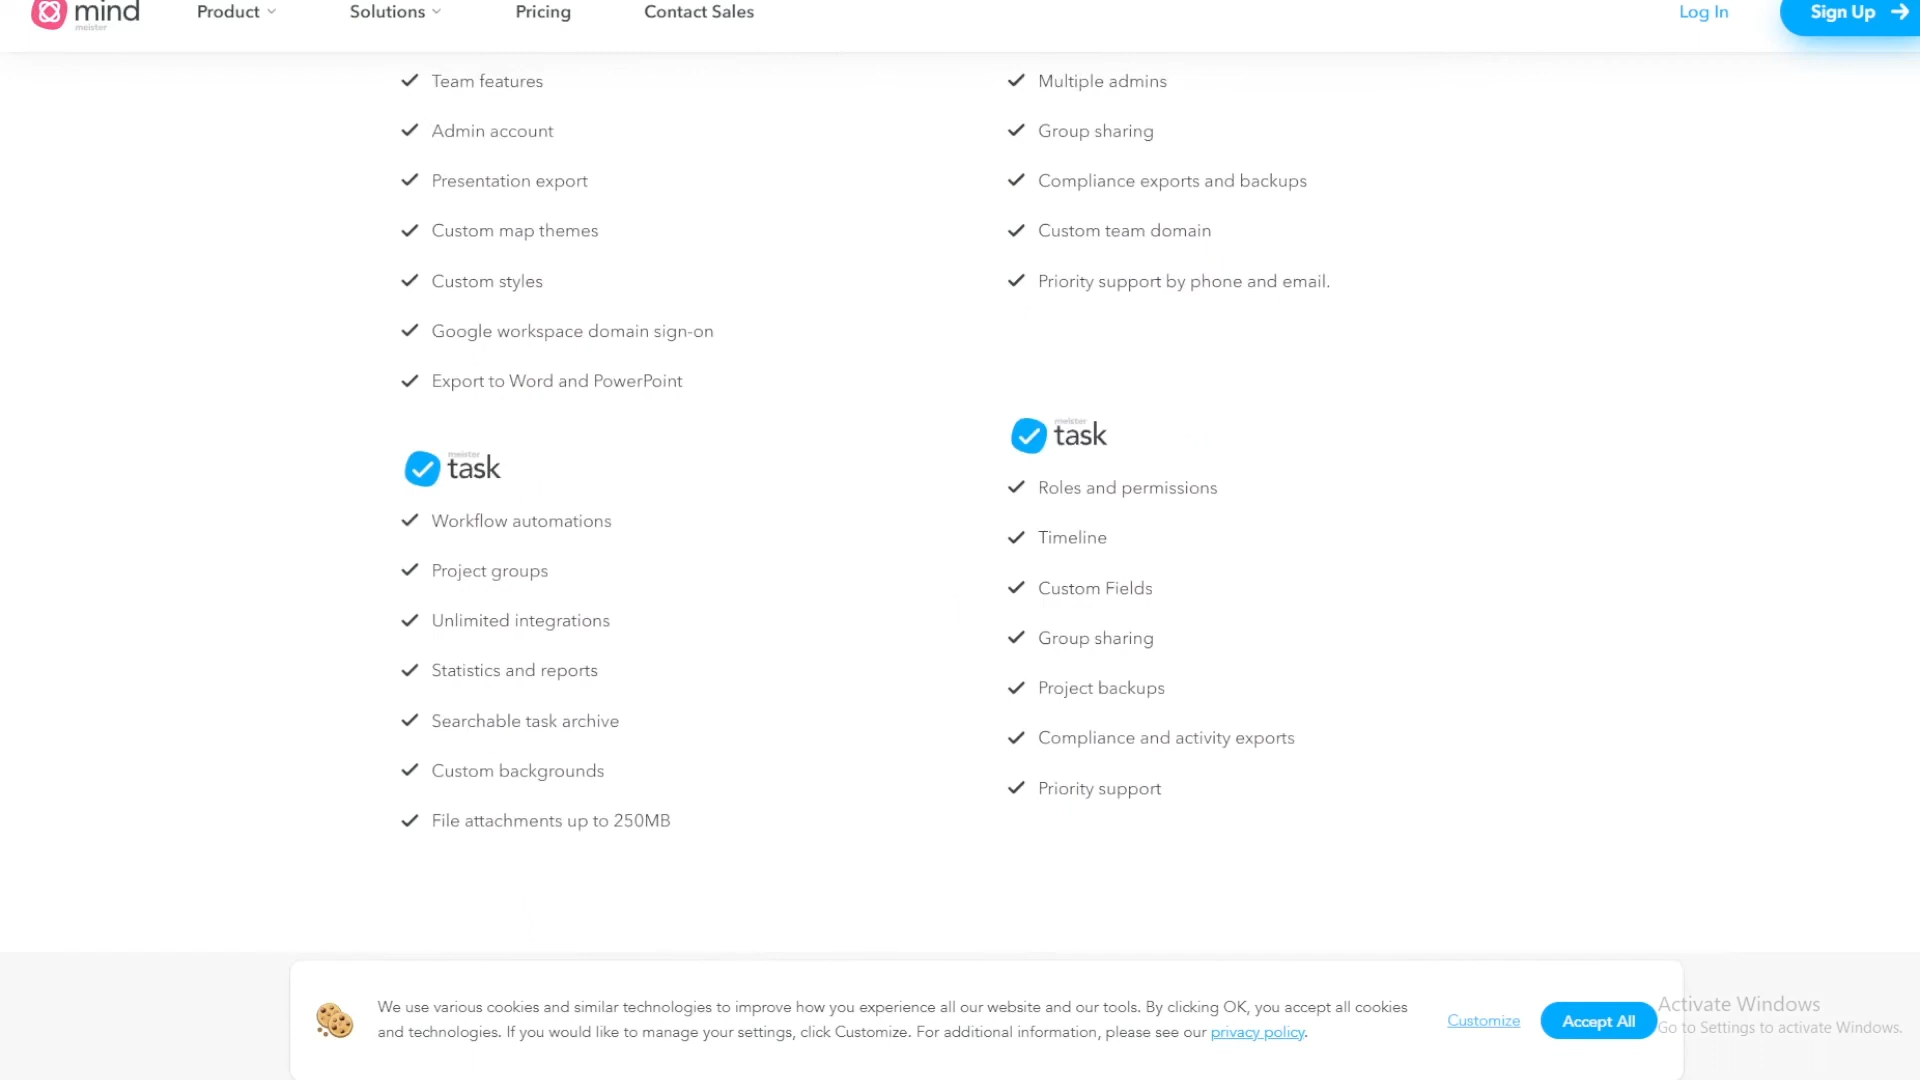 mind
meister
Product
Solutions
Pricing
Contact Sales
Log In
Sign Up
Team features
Admin account
Presentation export
Custom map themes
Custom styles
Google workspace domain sign-on
Export to Word and PowerPoint
meister
task
Workflow automations
Project groups
Unlimited integrations
Statistics and reports
Searchable task archive
Custom backgrounds
File attachments up to 250MB
Multiple admins
Group sharing
Compliance exports and backups
Custom team domain
Priority support by phone and email.
meister
task
Roles and permissions
Timeline
Custom Fields
Group sharing
Project backups
Compliance and activity exports
Priority support
We use various cookies and similar technologies to improve how you experience all our website and our tools. By clicking OK, you accept all cookies
and technologies. If you would like to manage your settings, click Customize. For additional information, please see our privacy policy.
Customize
Accept All
Activate Windows
Go to Settings to activate Windows.